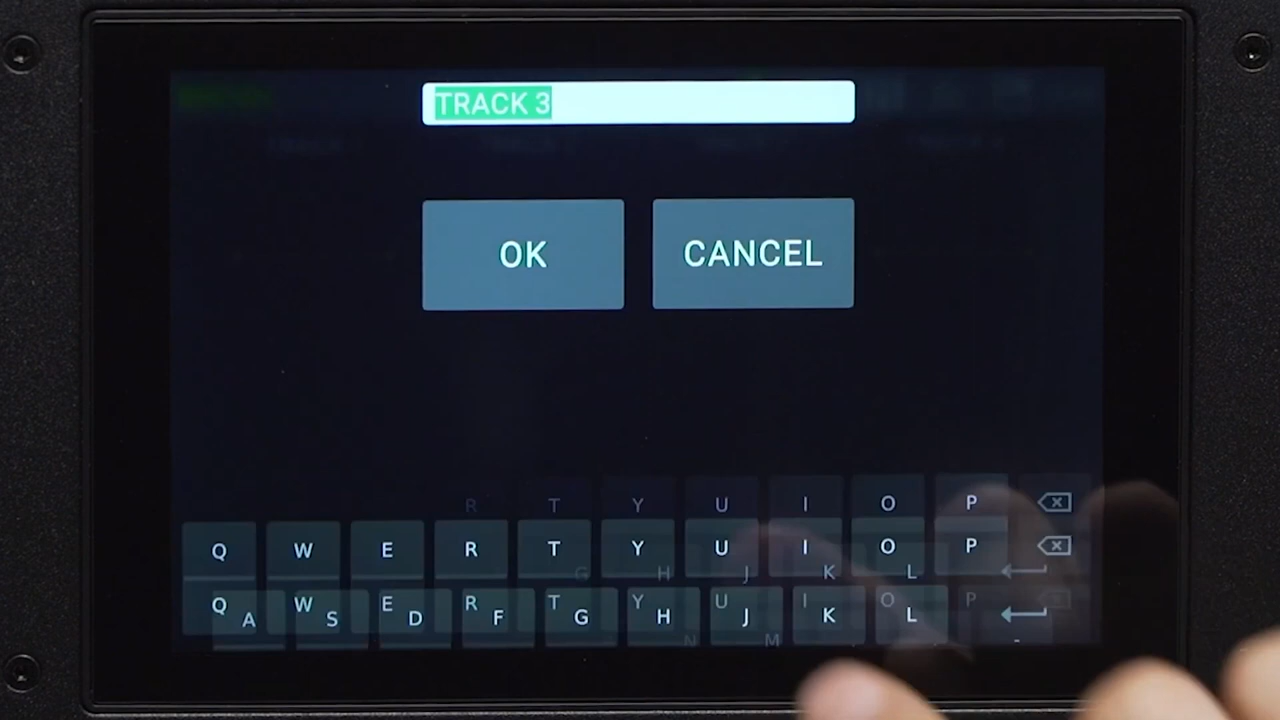 TRACK 3
OK CANCEL
R T Y U I O P
Q W E R T Y U I O P
G H J K L
Q W E R T Y U I O P
A S D F G H J K L
N M